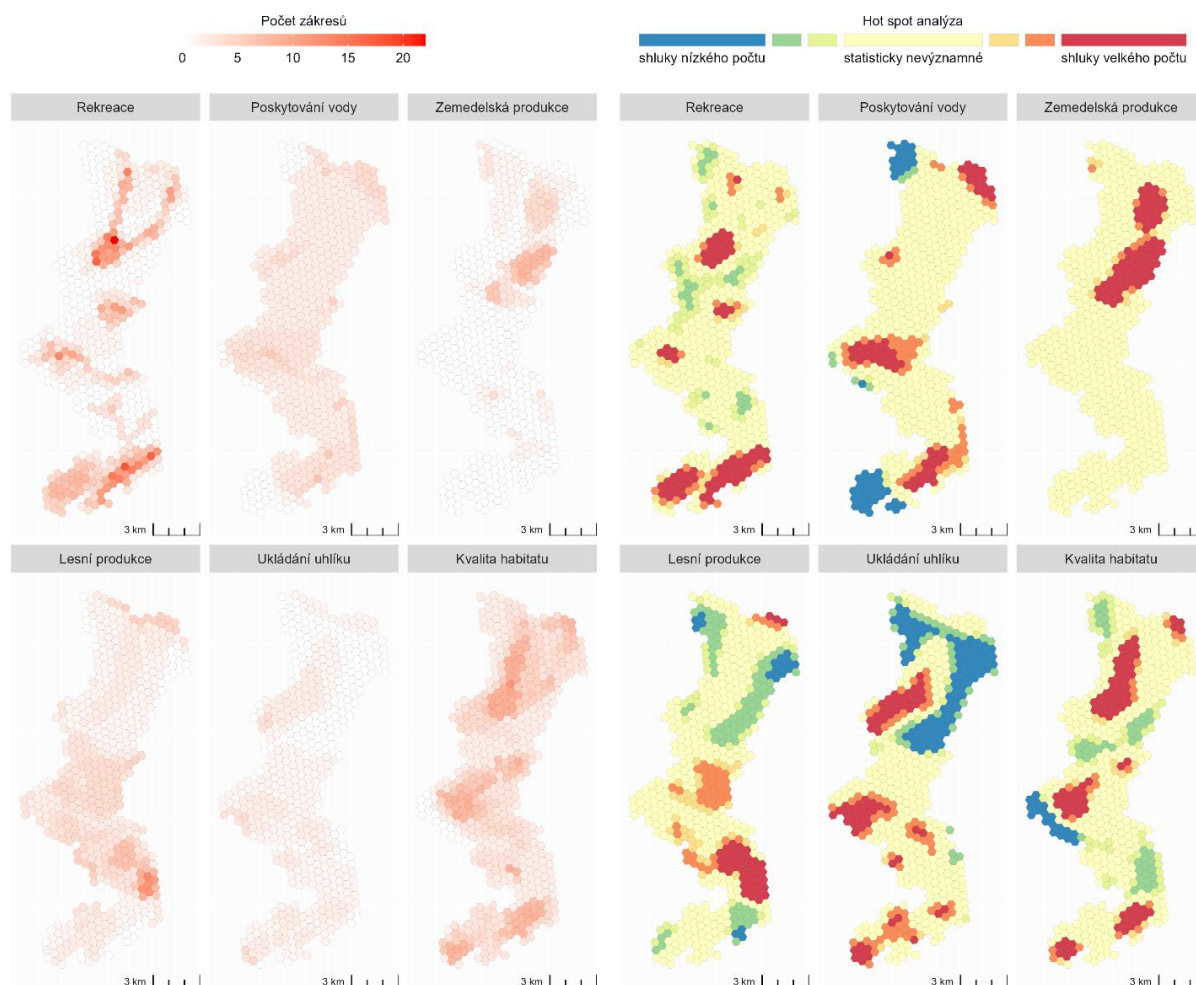 Počet zákresů
0 5 10 15 20
Hot spot analýza
shluky nízkého počtu statisticky nevýznamné shluky velkého počtu
Rekreace Poskytování vody Zemedelská produkce Rekreace Poskytování vody Zemedelská produkce
3 km 3 km 3 km 3 km 3 km 3 km
Lesní produkce Ukládání uhlíku Kvalita habitatu Lesní produkce Ukládání uhlíku Kvalita habitatu
3 km 3 km 3 km 3 km 3 km 3 km